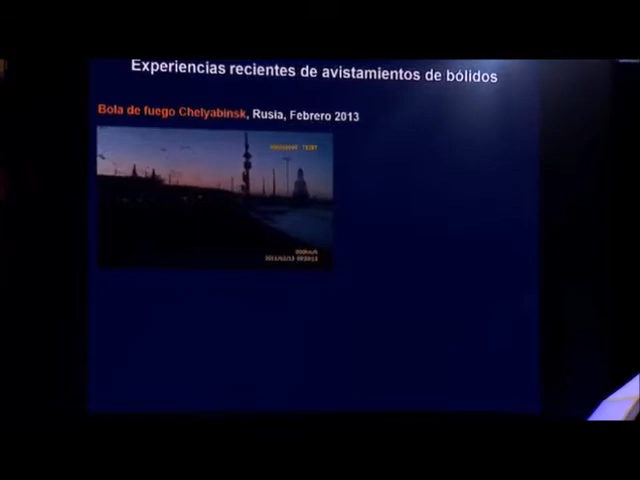 Experiencias recientes de avistamientos de bólidos
Bola de fuego Chelyabinsk, Rusia, Febrero 2013